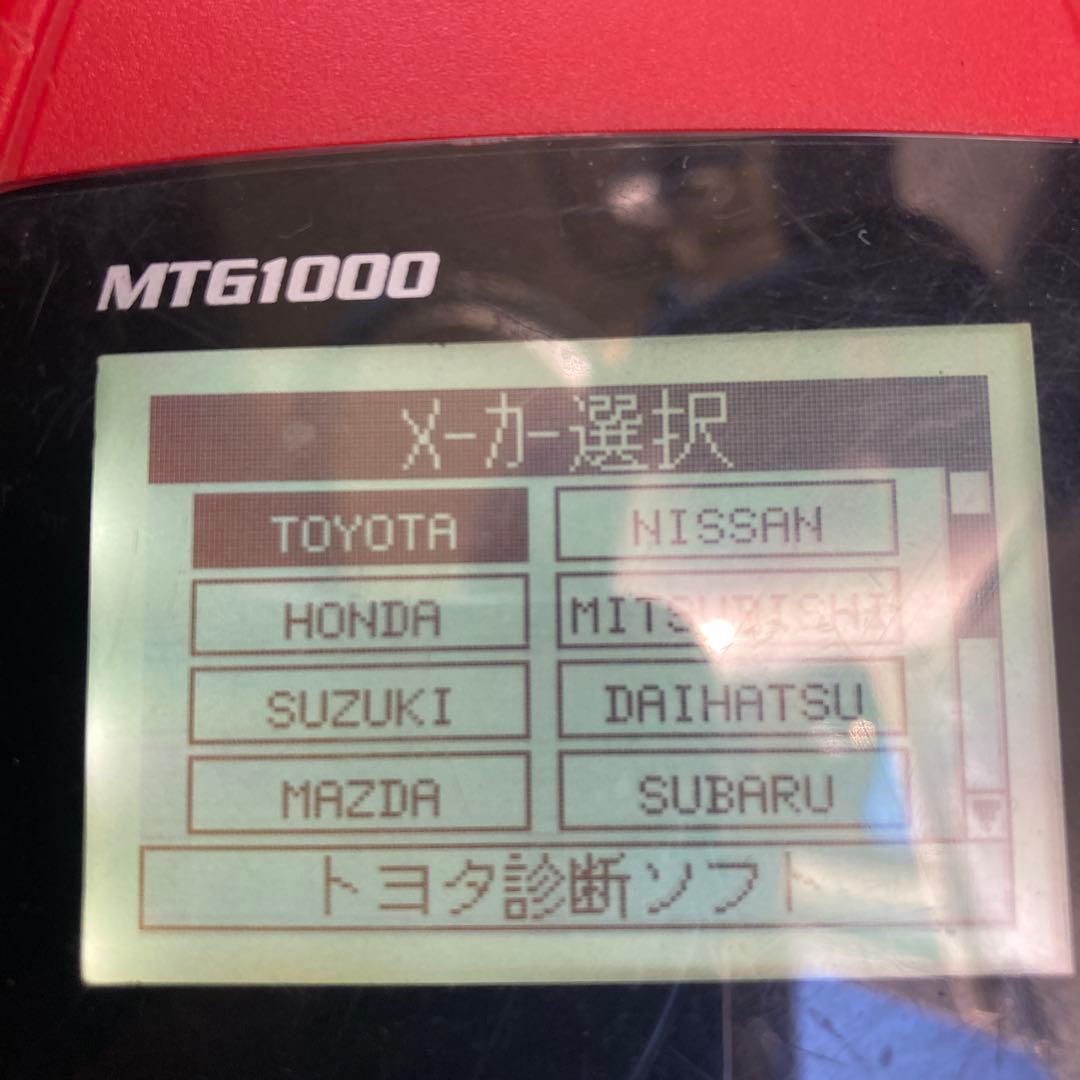 MTG1000
メーカー選択
TOYOTA NISSAN
HONDA MITSUBISHI
SUZUKI DAIHATSU
MAZDA SUBARU
トヨタ診断ソフト